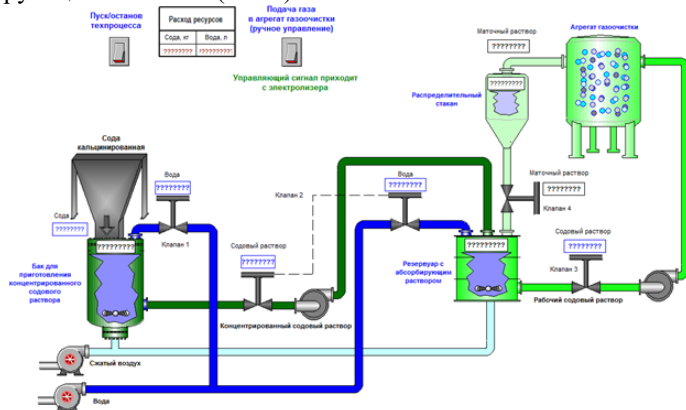 Пуск/останов
техпроцесса
Расход ресурсов
Сода, кг
Вода, л
????????
????????
Подача газа
в агрегат газоочистки
(ручное управление)
Управляющий сигнал приходит
с электролизера
Маточный раствор
????????
Агрегат газоочистки
????????
Распределительный
стакан
Сода
кальцинированная
Вода
????????
Клапан 2
Вода
????????
Маточный раствор
????????
Клапан 4
Сода
????????
Клапан 1
Содовый раствор
????????
Содовый раствор
????????
Клапан 3
?????????
?????????
Бак для
приготовления
концентрированного
содового
раствора
Резервуар с
абсорбирующим
раствором
Концентрированный содовый раствор
Рабочий содовый раствор
Сжатый воздух
Вода